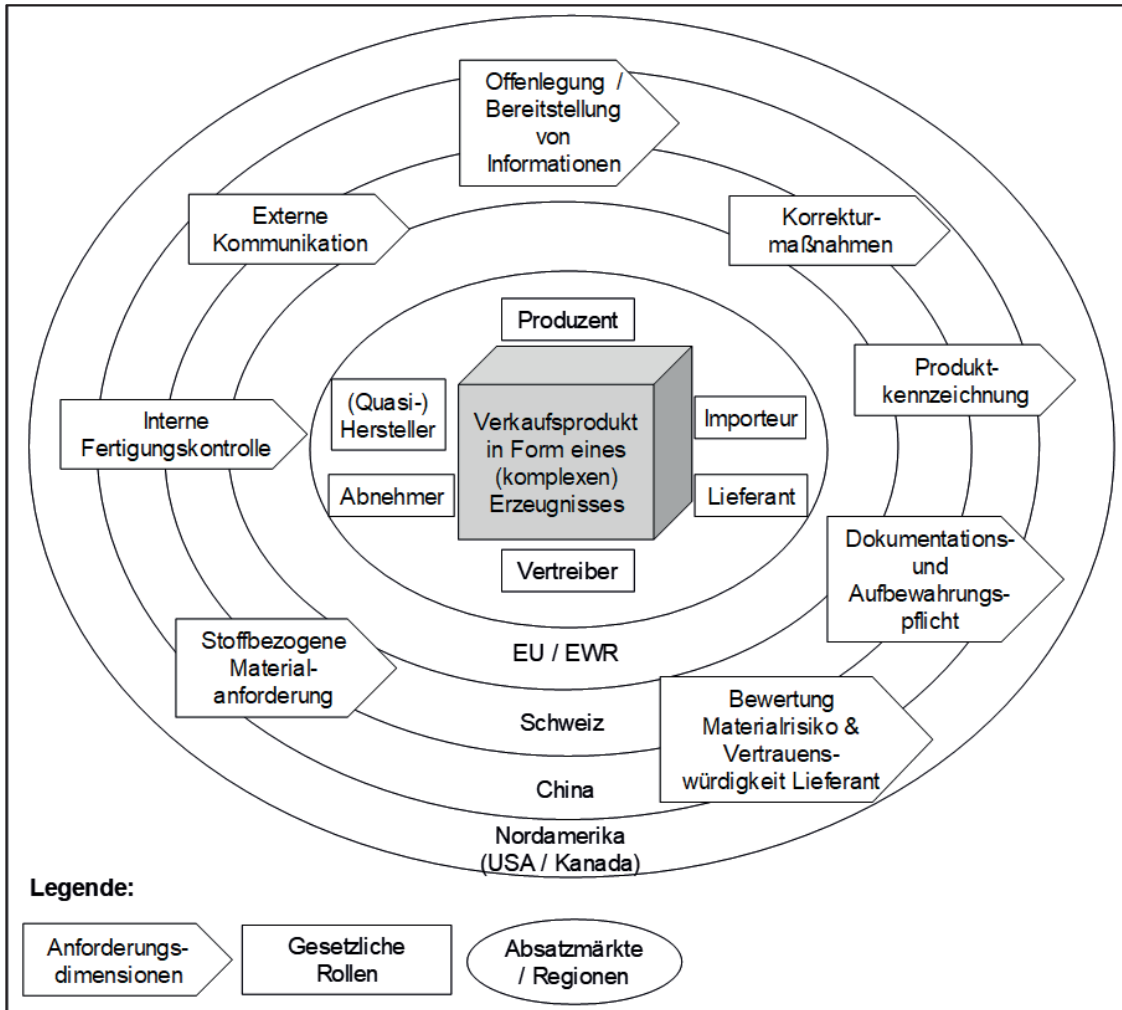 Offenlegung /
Bereitstellung
von
Informationen
Externe
Kommunikation
Korrektur-
maßnahmen
Produzent
Produkt-
kennzeichnung
(Quasi-)
Hersteller
Verkaufsprodukt
in Form eines
(komplexen)
Erzeugnisses
Importeur
Interne
Fertigungskontrolle
Abnehmer
Lieferant
Vertreiber
Dokumentations-
und
Aufbewahrungs-
pflicht
Stoffbezogene
Material-
anforderung
EU / EWR
Schweiz
Bewertung
Materialrisiko &
Vertrauens-
würdigkeit Lieferant
China
Nordamerika
(USA / Kanada)
Legende:
Anforderungs-
dimensionen
Gesetzliche
Rollen
Absatzmärkte
/ Regionen